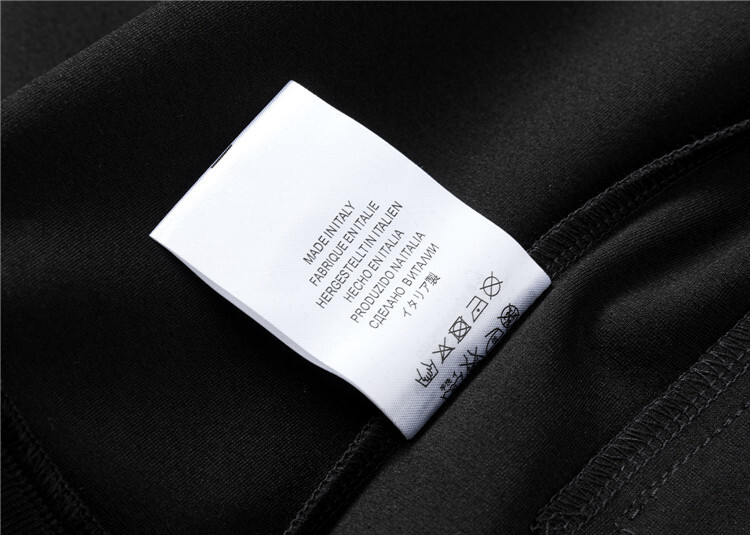 MADE IN ITALY
FABRIQUE EN ITALIE
HERGESTELLT IN ITALIEN
HECHO EN ITALIA
PRODUZIDO NA ITALIA
СДЕЛАНО В ИТАЛИИ
イタリア製